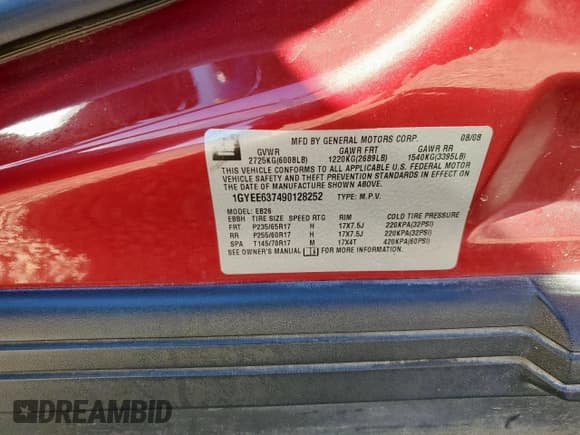 MFD BY GENERAL MOTORS CORP. 08/08
GVWR GAWR FRT GAWR RR
2725KG(6008LB) 1220KG(2689LB) 1540KG(3395LB)
THIS VEHICLE CONFORMS TO ALL APPLICABLE U.S. FEDERAL MOTOR
VEHICLE SAFETY AND THEFT PREVENTION STANDARDS IN EFFECT ON
THE DATE OF MANUFACTURE SHOWN ABOVE.
1GYEE637490128252 TYPE: M.P.V.
MODEL: EB26
EBBH TIRE SIZE SPEED RTG RIM COLD TIRE PRESSURE
FRT P235/65R17 H 17X7.5J 220KPA(32PSI)
RR P255/60R17 H 17X7.5J 220KPA(32PSI)
SPA T145/70R17 M 17X4T 420KPA(60PSI)
SEE OWNER'S MANUAL FOR MORE INFORMATION.
DREAMBID